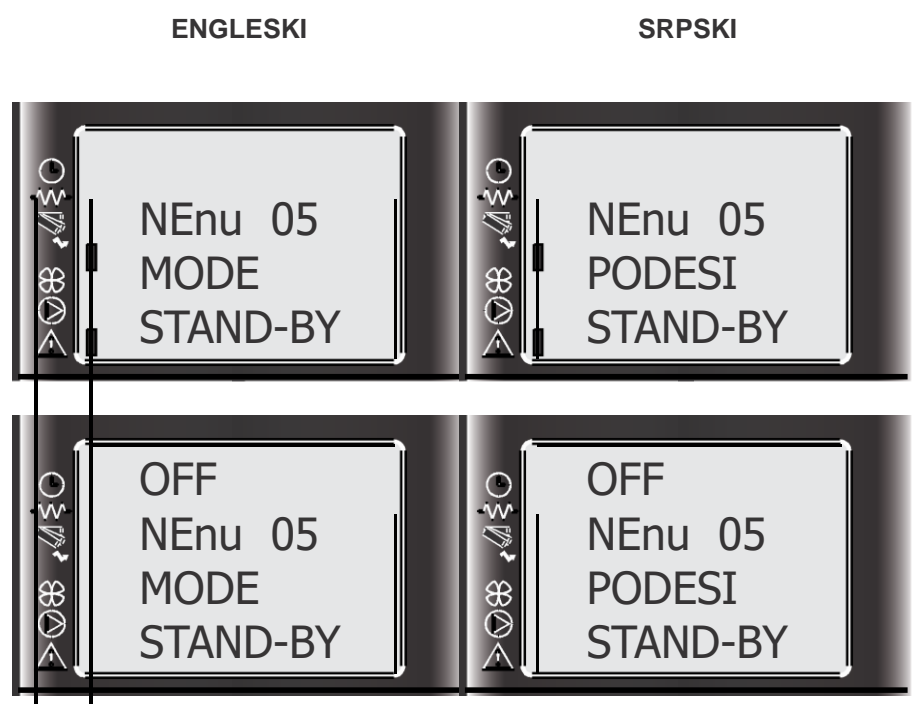 ENGLESKI SRPSKI
NEnu 05
MODE
STAND-BY
NEnu 05
PODESI
STAND-BY
OFF
NEnu 05
MODE
STAND-BY
OFF
NEnu 05
PODESI
STAND-BY